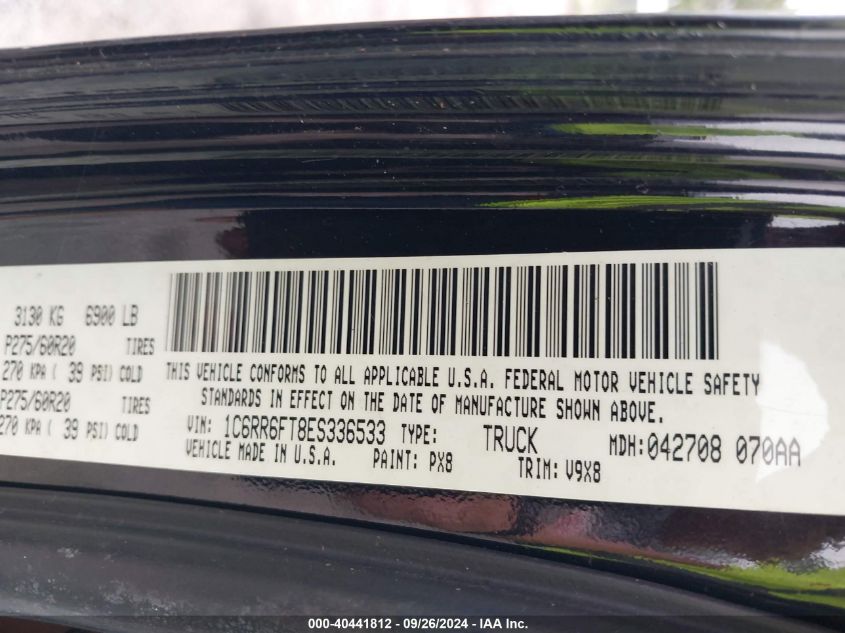 3130 KG 6900 LB
P275/60R20 TIRES
270 KPA ( 39 PSI) COLD
P275/60R20 TIRES
270 KPA ( 39 PSI) COLD
THIS VEHICLE CONFORMS TO ALL APPLICABLE U.S.A. FEDERAL MOTOR VEHICLE SAFETY
STANDARDS IN EFFECT ON THE DATE OF MANUFACTURE SHOWN ABOVE.
VIN: 1C6RR6FT8ES336533 TYPE: TRUCK MDH:042708 070AA
VEHICLE MADE IN U.S.A. PAINT: PX8 TRIM: V9X8
000-40441812 - 09/26/2024 - IAA Inc.